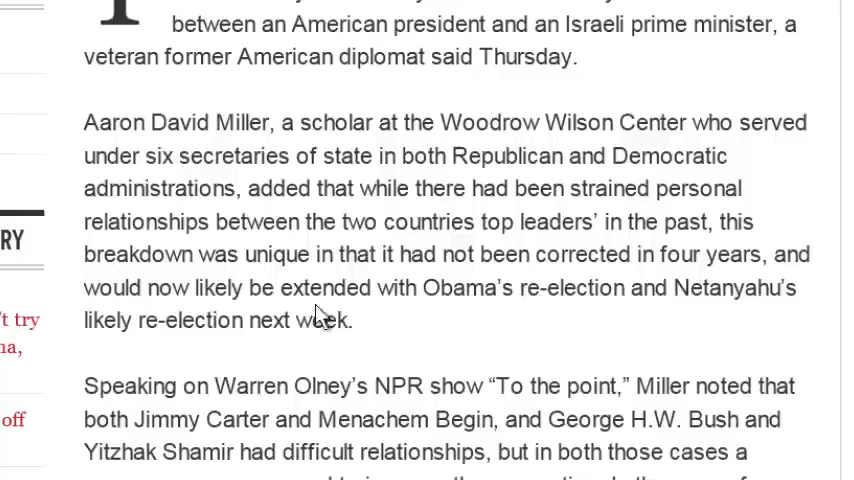 between an American president and an Israeli prime minister, a
veteran former American diplomat said Thursday.
Aaron David Miller, a scholar at the Woodrow Wilson Center who served
under six secretaries of state in both Republican and Democratic
administrations, added that while there had been strained personal
relationships between the two countries top leaders’ in the past, this
breakdown was unique in that it had not been corrected in four years, and
would now likely be extended with Obama’s re-election and Netanyahu’s
likely re-election next week.
Speaking on Warren Olney’s NPR show “To the point,” Miller noted that
both Jimmy Carter and Menachem Begin, and George H.W. Bush and
Yitzhak Shamir had difficult relationships, but in both those cases a
RY
't try
na,
off